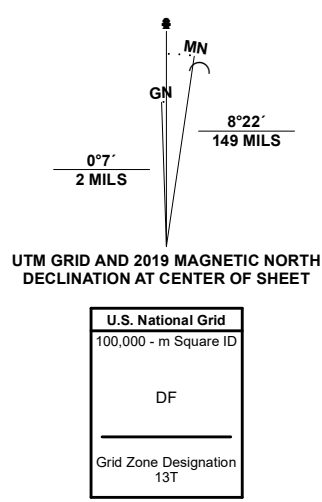 MN
GN
8°22´
149 MILS
0°7´
2 MILS
UTM GRID AND 2019 MAGNETIC NORTH
DECLINATION AT CENTER OF SHEET
U.S. National Grid
100,000 - m Square ID
DF
Grid Zone Designation
13T